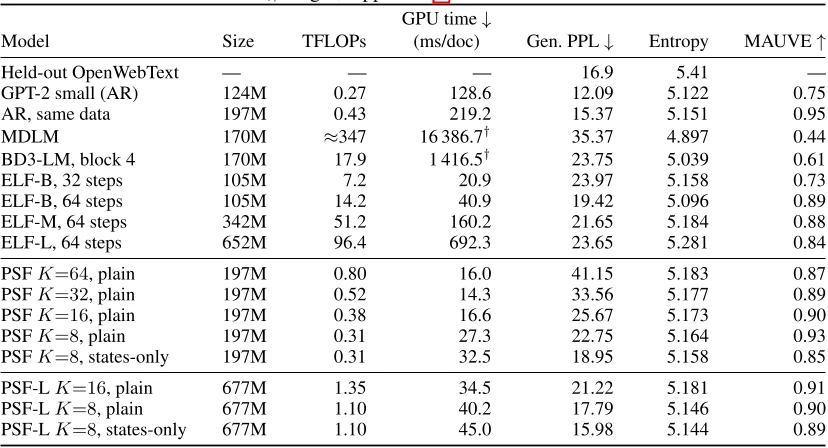 GPU time ↓
Model Size TFLOPs (ms/doc) Gen. PPL ↓ Entropy MAUVE ↑
Held-out OpenWebText — — — 16.9 5.41 —
GPT-2 small (AR) 124M 0.27 128.6 12.09 5.122 0.75
AR, same data 197M 0.43 219.2 15.37 5.151 0.95
MDLM 170M ≈347 16 386.7† 35.37 4.897 0.44
BD3-LM, block 4 170M 17.9 1 416.5† 23.75 5.039 0.61
ELF-B, 32 steps 105M 7.2 20.9 23.97 5.158 0.73
ELF-B, 64 steps 105M 14.2 40.9 19.42 5.096 0.89
ELF-M, 64 steps 342M 51.2 160.2 21.65 5.184 0.88
ELF-L, 64 steps 652M 96.4 692.3 23.65 5.281 0.84
PSF K=64, plain 197M 0.80 16.0 41.15 5.183 0.87
PSF K=32, plain 197M 0.52 14.3 33.56 5.177 0.89
PSF K=16, plain 197M 0.38 16.6 25.67 5.173 0.90
PSF K=8, plain 197M 0.31 27.3 22.75 5.164 0.93
PSF K=8, states-only 197M 0.31 32.5 18.95 5.158 0.85
PSF-L K=16, plain 677M 1.35 34.5 21.22 5.181 0.91
PSF-L K=8, plain 677M 1.10 40.2 17.79 5.146 0.90
PSF-L K=8, states-only 677M 1.10 45.0 15.98 5.144 0.89